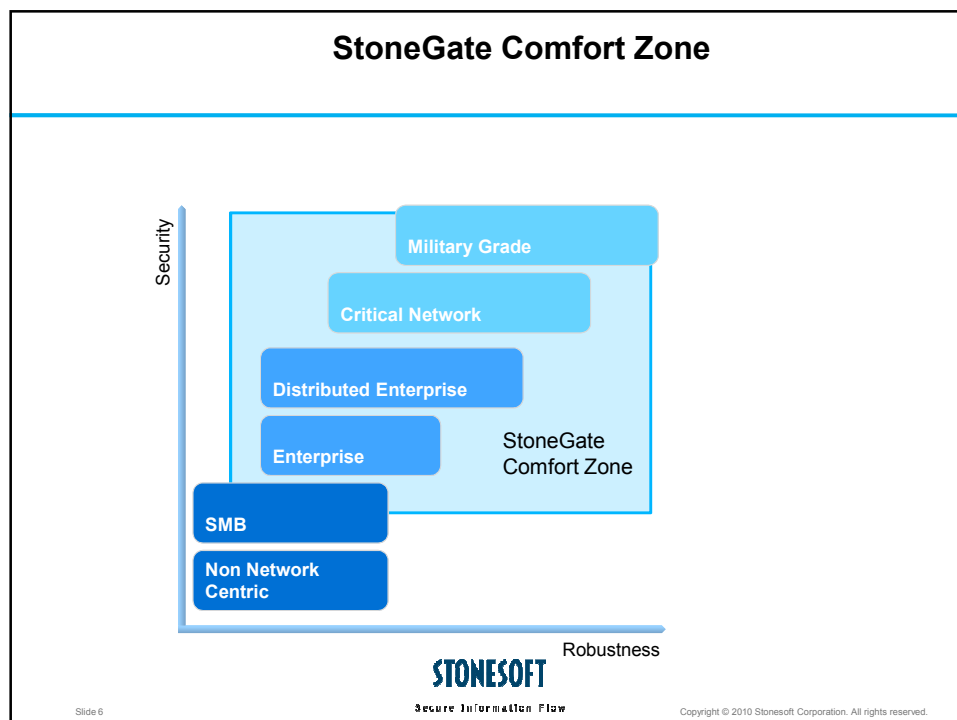 StoneGate Comfort Zone
Security
Military Grade
Critical Network
Distributed Enterprise
Enterprise
StoneGate
Comfort Zone
SMB
Non Network
Centric
Robustness
STONESOFT
Secure Information Flow
Slide 6
Copyright © 2010 Stonesoft Corporation. All rights reserved.